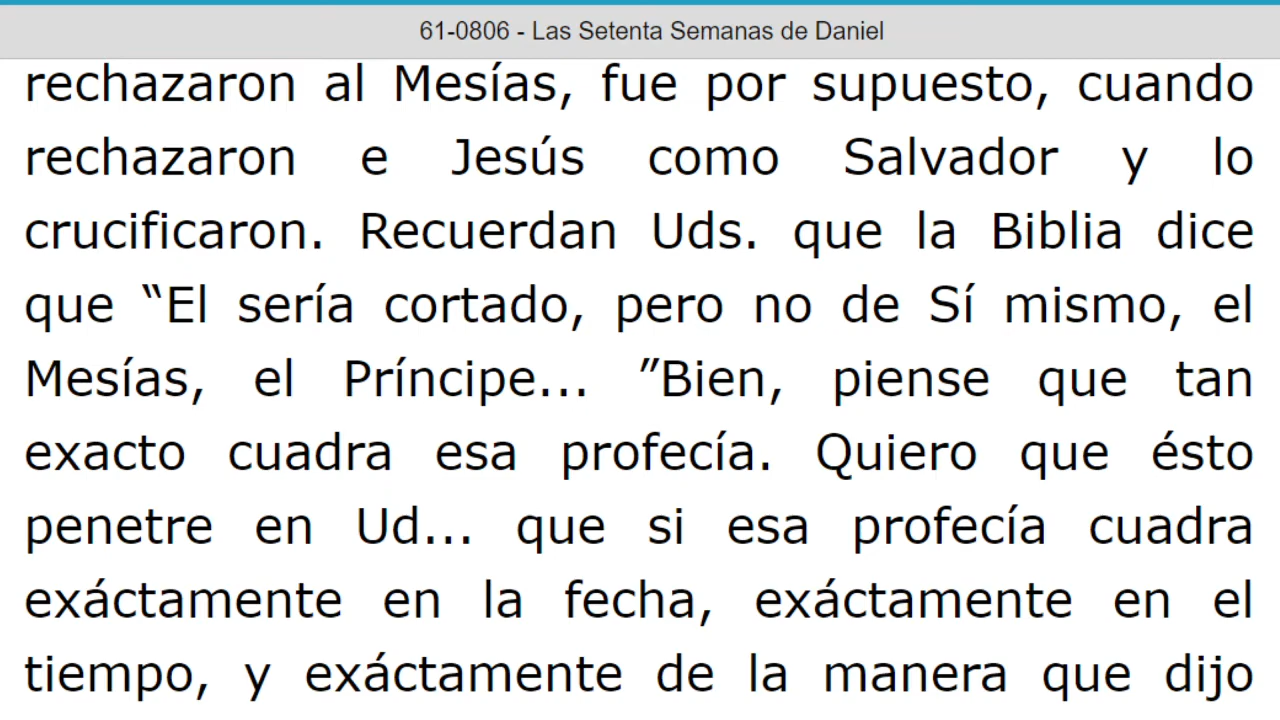 61-0806 - Las Setenta Semanas de Daniel
rechazaron al Mesías, fue por supuesto, cuando
rechazaron e Jesús como Salvador y lo
crucificaron. Recuerdan Uds. que la Biblia dice
que “El sería cortado, pero no de Sí mismo, el
Mesías, el Príncipe... ”Bien, piense que tan
exacto cuadra esa profecía. Quiero que ésto
penetre en Ud... que si esa profecía cuadra
exáctamente en la fecha, exáctamente en el
tiempo, y exáctamente de la manera que dijo